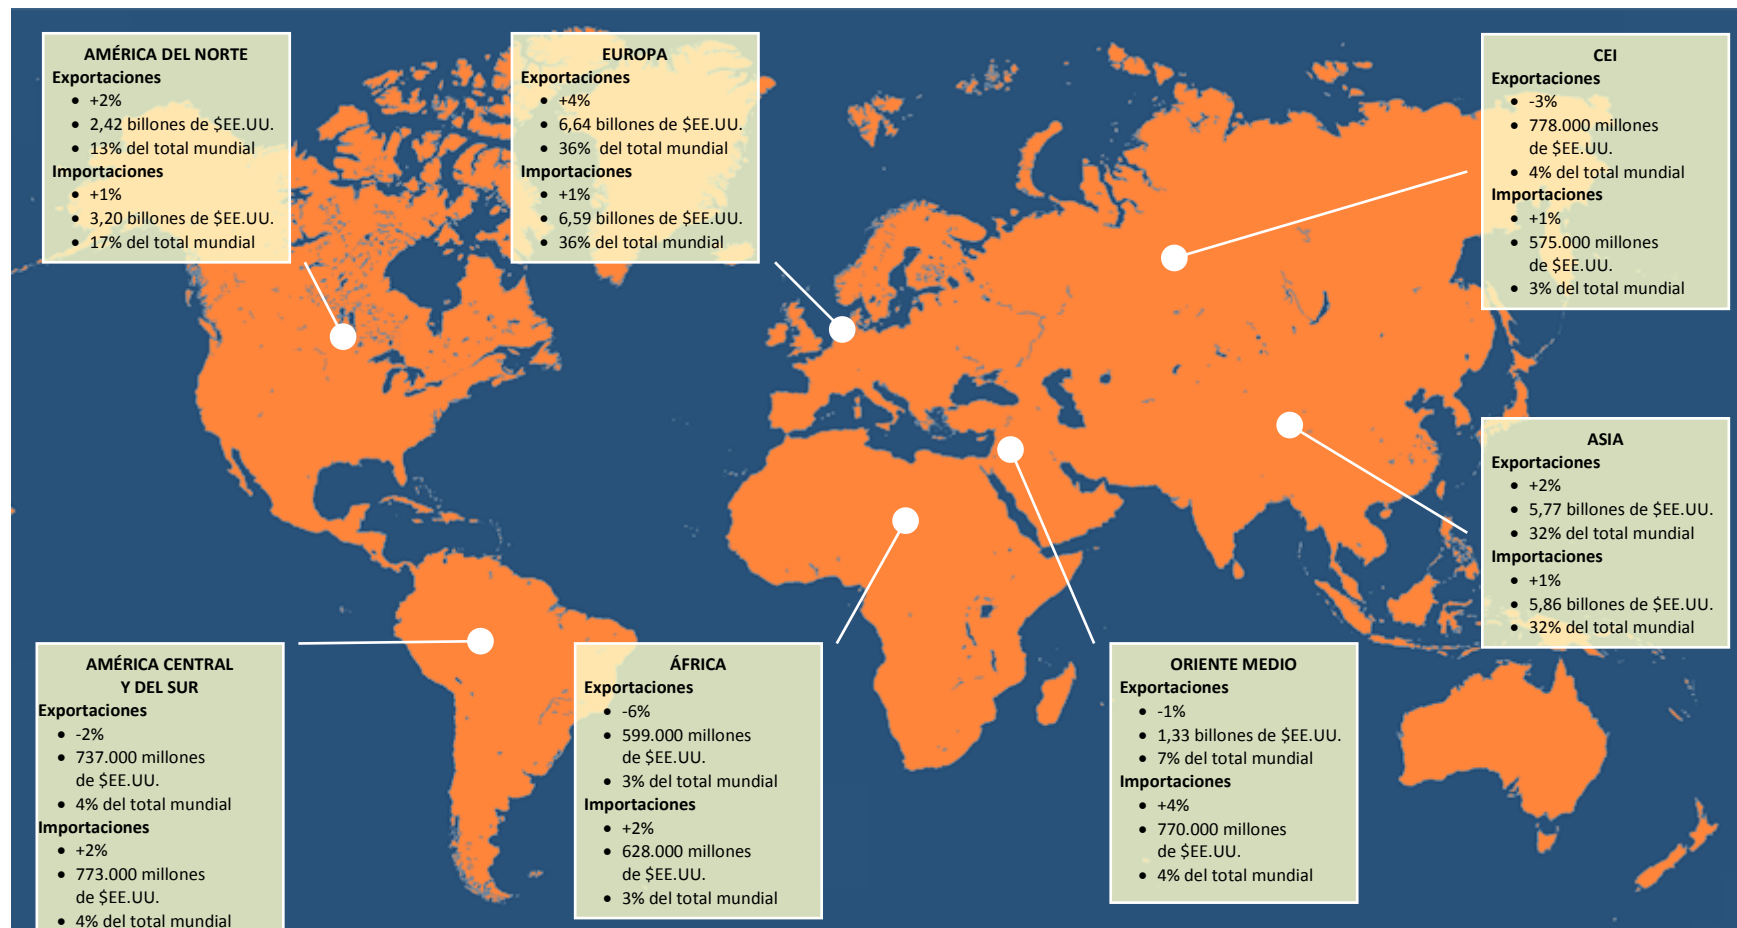 AMÉRICA DEL NORTE
Exportaciones
• +2%
• 2,42 billones de $EE.UU.
• 13% del total mundial
Importaciones
• +1%
• 3,20 billones de $EE.UU.
• 17% del total mundial
EUROPA
Exportaciones
• +4%
• 6,64 billones de $EE.UU.
• 36% del total mundial
Importaciones
• +1%
• 6,59 billones de $EE.UU.
• 36% del total mundial
CEI
Exportaciones
• -3%
• 778.000 millones
de $EE.UU.
• 4% del total mundial
Importaciones
• +1%
• 575.000 millones
de $EE.UU.
• 3% del total mundial
ASIA
Exportaciones
• +2%
• 5,77 billones de $EE.UU.
• 32% del total mundial
Importaciones
• +1%
• 5,86 billones de $EE.UU.
• 32% del total mundial
AMÉRICA CENTRAL
Y DEL SUR
Exportaciones
• -2%
• 737.000 millones
de $EE.UU.
• 4% del total mundial
Importaciones
• +2%
• 773.000 millones
de $EE.UU.
• 4% del total mundial
ÁFRICA
Exportaciones
• -6%
• 599.000 millones
de $EE.UU.
• 3% del total mundial
Importaciones
• +2%
• 628.000 millones
de $EE.UU.
• 3% del total mundial
ORIENTE MEDIO
Exportaciones
• -1%
• 1,33 billones de $EE.UU.
• 7% del total mundial
Importaciones
• +4%
• 770.000 millones
de $EE.UU.
• 4% del total mundial